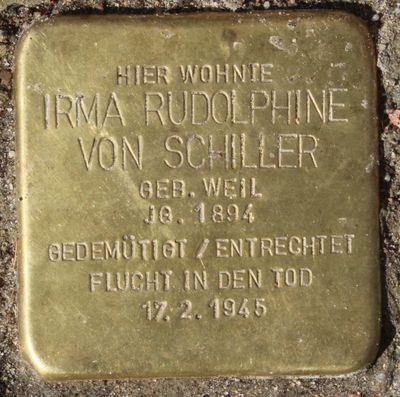 HIER WOHNTE
IRMA RUDOLPHINE
VON SCHILLER
GEB. WEIL
JG. 1894
GEDEMÜTIGT / ENTRECHTET
FLUCHT IN DEN TOD
17. 2. 1945